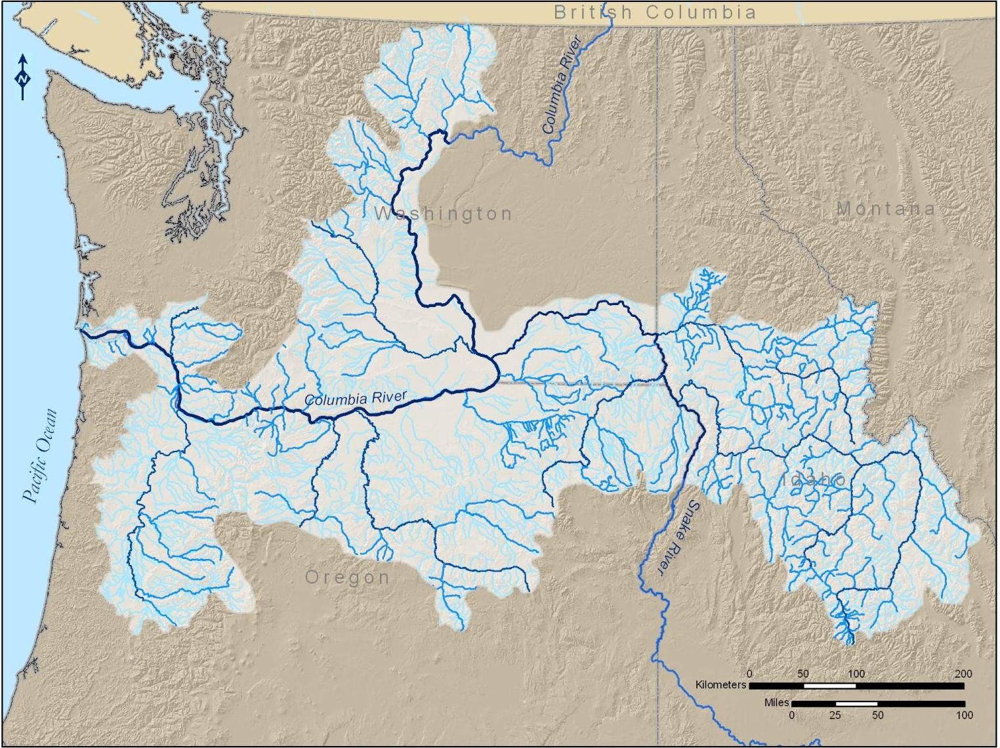 British Columbia
Columbia River
N
Washington
Montana
Columbia River
Pacific Ocean
Idaho
Snake River
Oregon
0 50 100 200
Kilometers
Miles
0 25 50 100